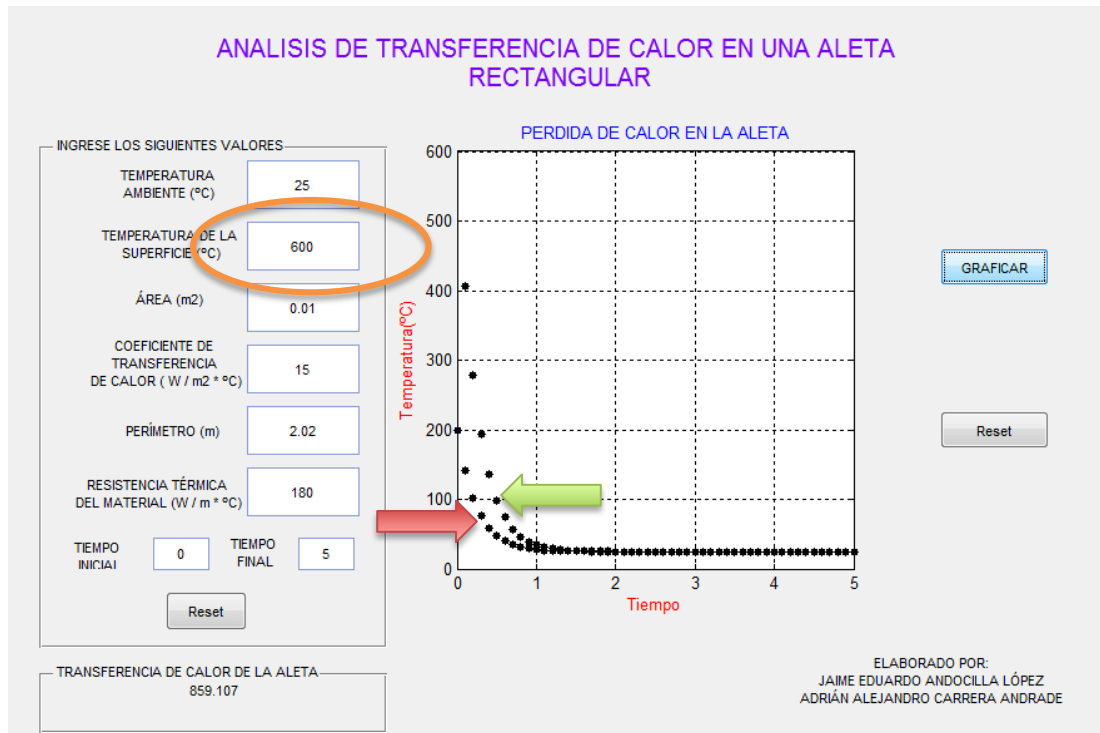 ANALISIS DE TRANSFERENCIA DE CALOR EN UNA ALETA
RECTANGULAR
INGRESE LOS SIGUIENTES VALORES
TEMPERATURA
AMBIENTE (ºC)
25
TEMPERATURA DE LA
SUPERFICIE (ºC)
600
ÁREA (m2)
0.01
COEFICIENTE DE
TRANSFERENCIA
DE CALOR ( W / m2 * ºC)
15
PERÍMETRO (m)
2.02
RESISTENCIA TÉRMICA
DEL MATERIAL (W / m * ºC)
180
TIEMPO
INICIAL
0
TIEMPO
FINAL
5
Reset
TRANSFERENCIA DE CALOR DE LA ALETA
859.107
PERDIDA DE CALOR EN LA ALETA
600
500
400
300
200
100
0
Temperatura(ºC)
0 1 2 3 4 5
Tiempo
GRAFICAR
Reset
ELABORADO POR:
JAIME EDUARDO ANDOCILLA LÓPEZ
ADRIÁN ALEJANDRO CARRERA ANDRADE